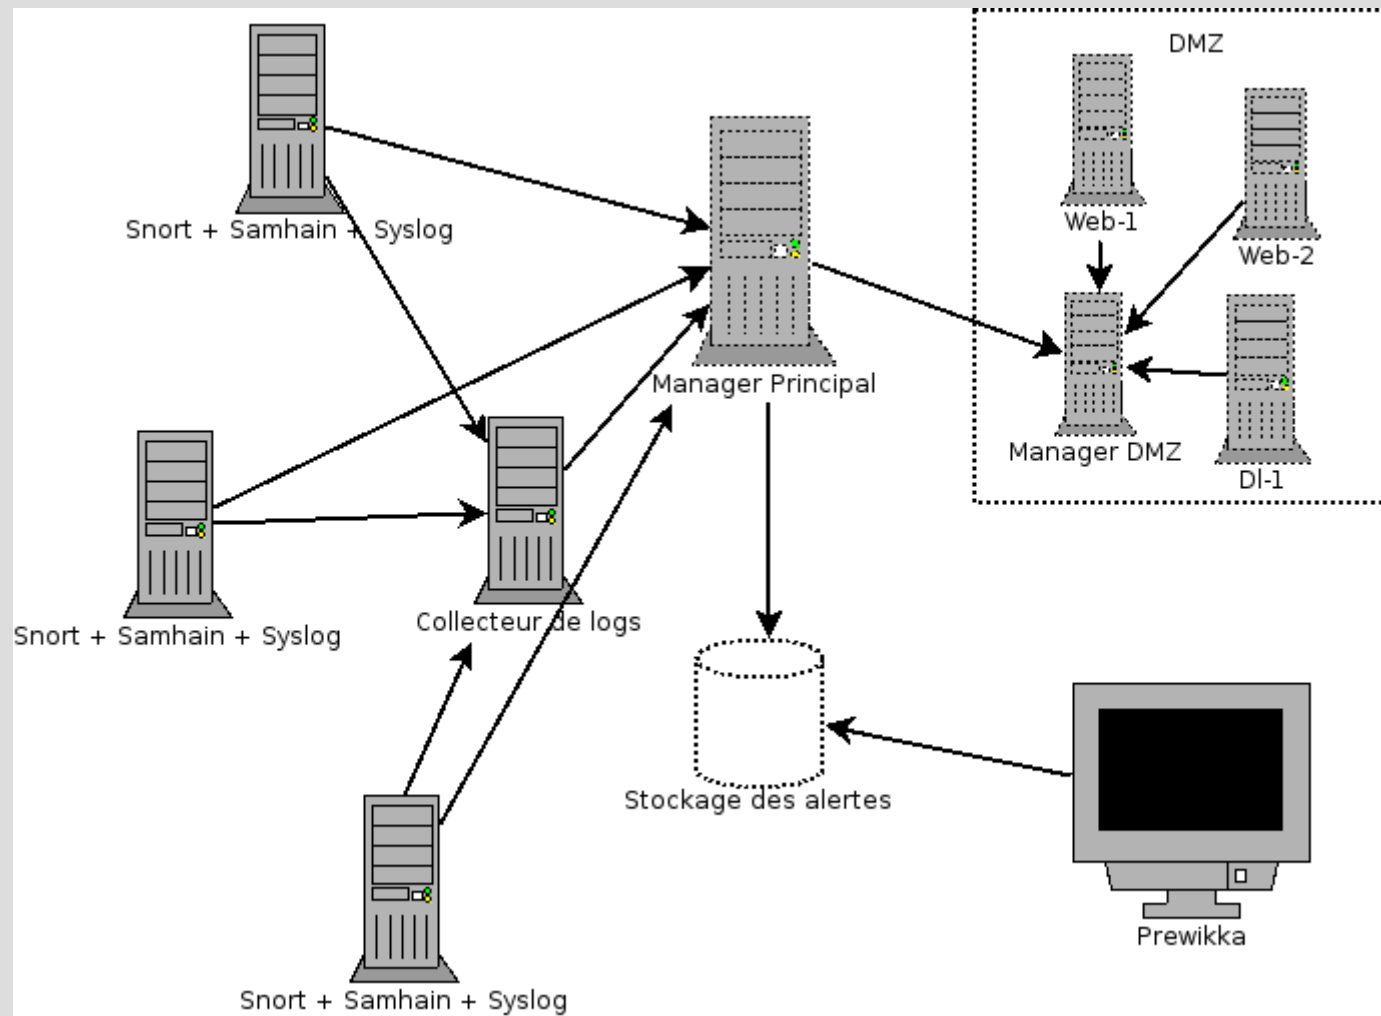 DMZ
Web-1
Snort + Samhain + Syslog
Web-2
Manager Principal
Manager DMZ
Dl-1
Collecteur de logs
Snort + Samhain + Syslog
Stockage des alertes
Prewikka
Snort + Samhain + Syslog